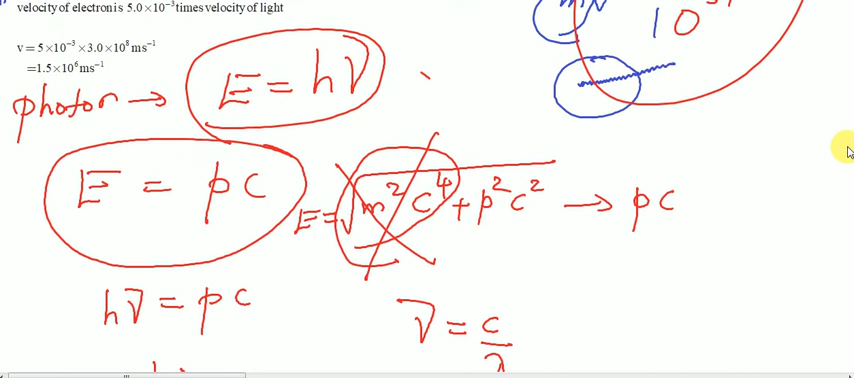 velocity of electron is 5.0×10⁻³ times velocity of light
v = 5×10⁻³ ×3.0×10⁸ ms⁻¹
=1.5×10⁶ ms⁻¹
10
photon → E = hν
E = pc
E = √m²c⁴ + p²c² → pc
hν = pc
ν = c/λ